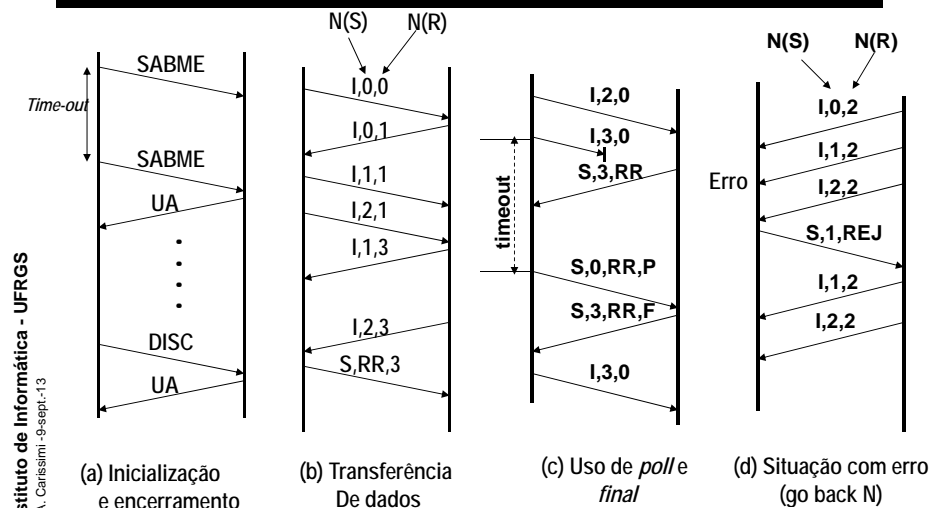 N(S) N(R)
SABME
Time-out
SABME
UA
DISC
UA
(a) Inicialização
e encerramento
I,0,0
I,0,1
I,1,1
I,2,1
I,1,3
I,2,3
S,RR,3
(b) Transferência
De dados
I,2,0
I,3,0
S,3,RR
timeout
S,0,RR,P
S,3,RR,F
I,3,0
(c) Uso de poll e
final
N(S) N(R)
I,0,2
I,1,2
Erro
I,2,2
S,1,REJ
I,1,2
I,2,2
(d) Situação com erro
(go back N)
stituto de Informática - UFRGS
A. Carissimi -9-sept.-13